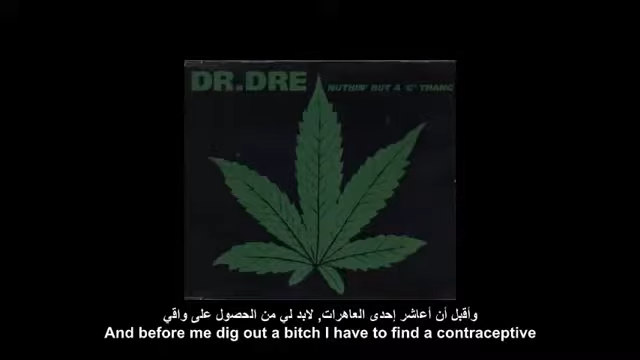 DR. DRE
NUTHIN' BUT A 'G' THANG
وأقبل أن أعاشر إحدى العاهرات, لابد لي من الحصول على واقي
And before me dig out a bitch I have to find a contraceptive